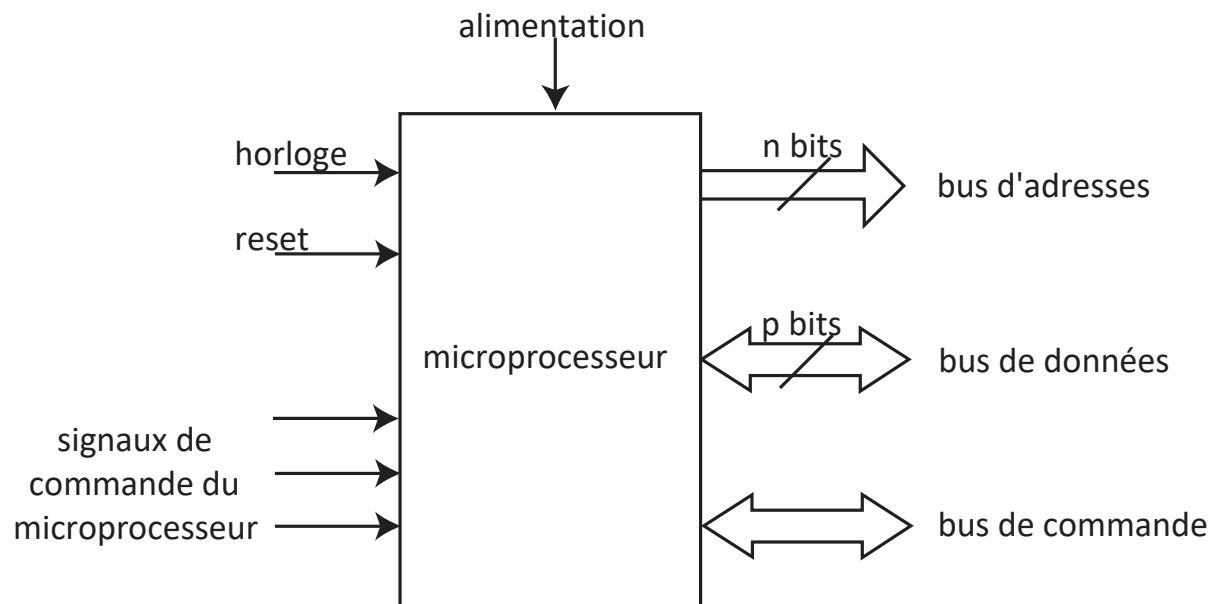 alimentation
horloge
n bits
bus d'adresses
reset
p bits
microprocesseur
bus de données
signaux de
commande du
microprocesseur
bus de commande